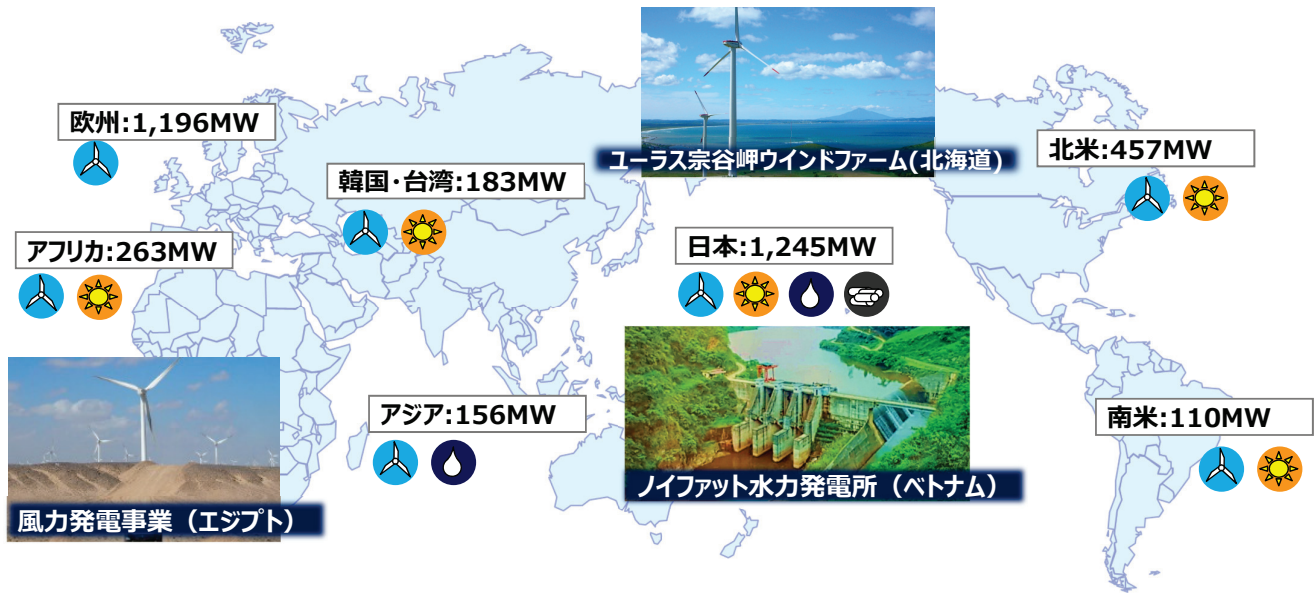 ユーラス宗谷岬ウインドファーム(北海道)
欧州:1,196MW
北米:457MW
韓国・台湾:183MW
アフリカ:263MW
日本:1,245MW
アジア:156MW
南米:110MW
ノイファット水力発電所（ベトナム）
風力発電事業（エジプト）